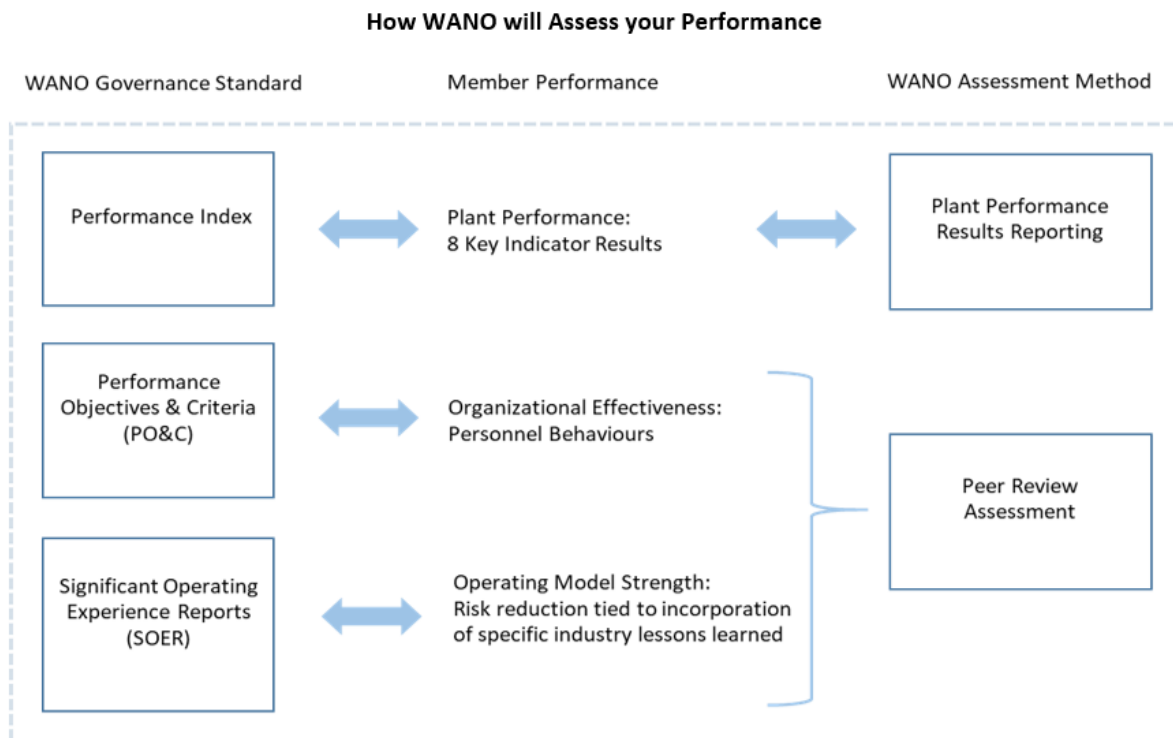 How WANO will Assess your Performance
WANO Governance Standard
Member Performance
WANO Assessment Method
Performance Index
Plant Performance:
8 Key Indicator Results
Plant Performance
Results Reporting
Performance
Objectives & Criteria
(PO&C)
Organizational Effectiveness:
Personnel Behaviours
Peer Review
Assessment
Significant Operating
Experience Reports
(SOER)
Operating Model Strength:
Risk reduction tied to incorporation
of specific industry lessons learned